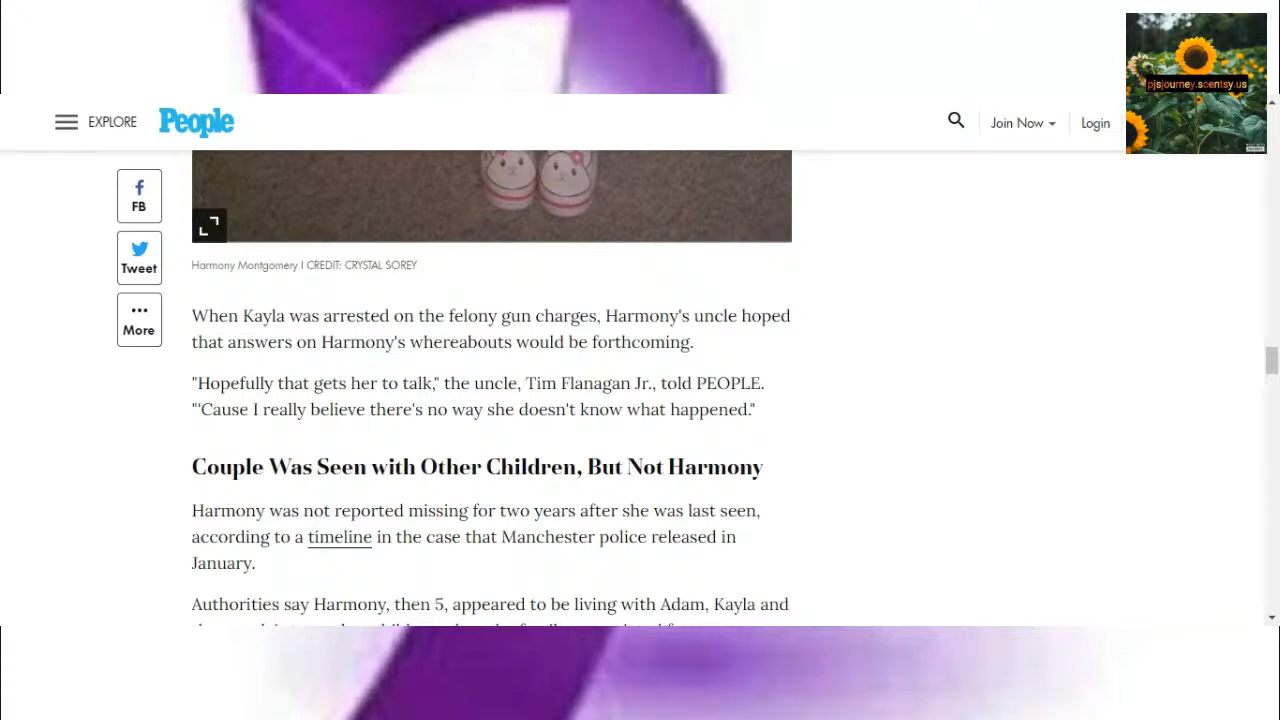 pjsjourney.scentsy.us
EXPLORE
People
Join Now
Login
FB
Tweet
More
Harmony Montgomery | CREDIT: CRYSTAL SOREY
When Kayla was arrested on the felony gun charges, Harmony's uncle hoped
that answers on Harmony's whereabouts would be forthcoming.
"Hopefully that gets her to talk," the uncle, Tim Flanagan Jr., told PEOPLE.
"'Cause I really believe there's no way she doesn't know what happened."
Couple Was Seen with Other Children, But Not Harmony
Harmony was not reported missing for two years after she was last seen,
according to a timeline in the case that Manchester police released in
January.
Authorities say Harmony, then 5, appeared to be living with Adam, Kayla and